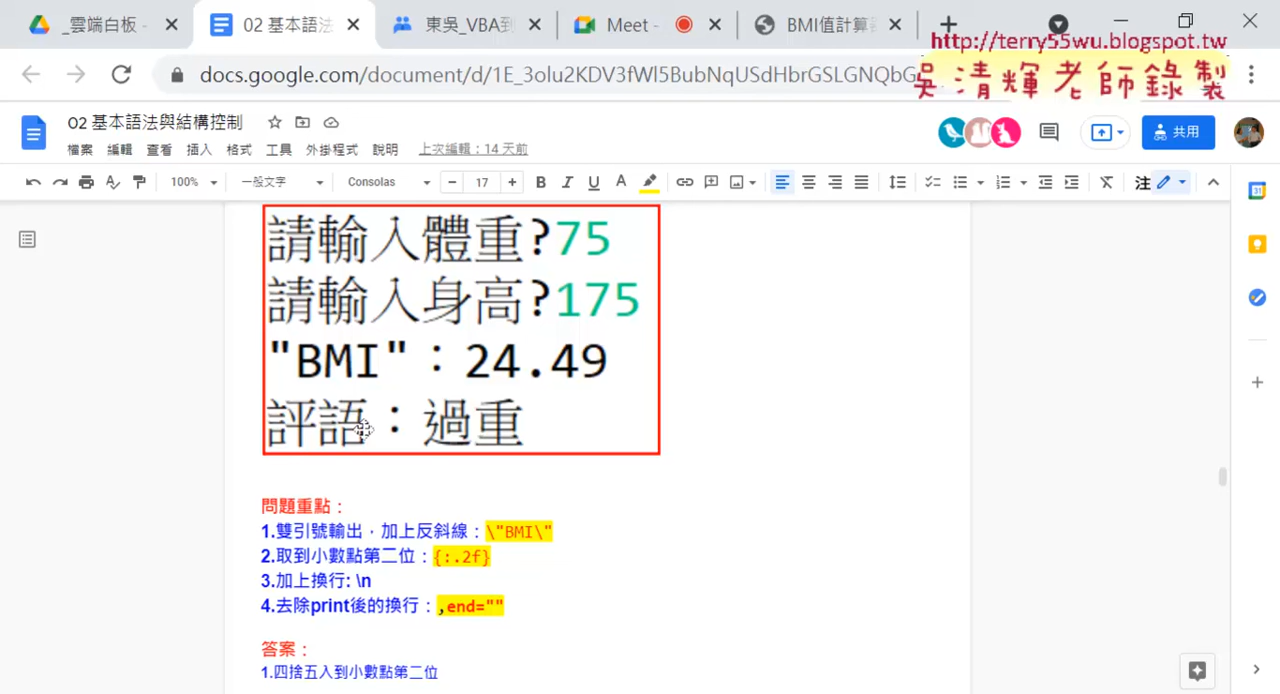 _雲端白板 -
02 基本語法
東吳_VBA到
Meet -
BMI值計算
http://terry55wu.blogspot.tw
吳清輝老師錄製
docs.google.com/document/d/1E_3olu2KDV3fWl5BubNqUSdHbrGSLGNQbG
02 基本語法與結構控制
檔案 編輯 查看 插入 格式 工具 外掛程式 說明 上次編輯：14 天前
共用
100% 一般文字 Consolas − 17 + B I U A 注
請輸入體重?75
請輸入身高?175
"BMI"：24.49
評語：過重
問題重點：
1.雙引號輸出，加上反斜線：\"BMI\"
2.取到小數點第二位：{:.2f}
3.加上換行: \n
4.去除print後的換行：,end=""
答案：
1.四捨五入到小數點第二位